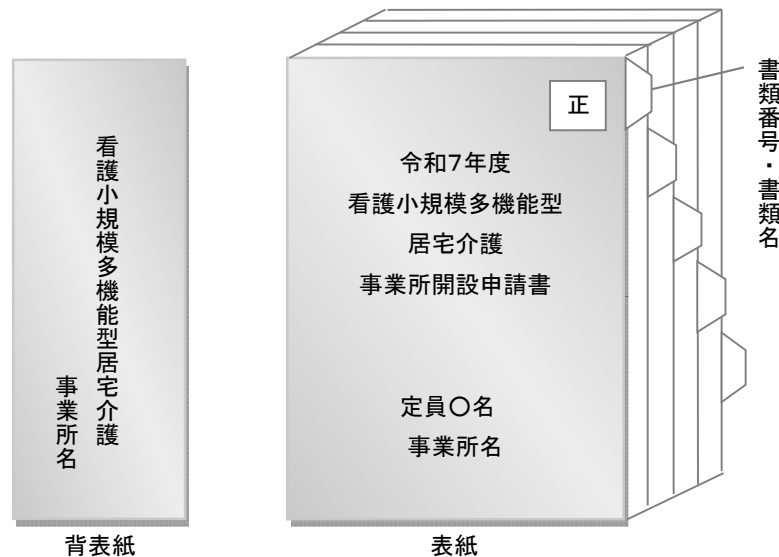 看護小規模多機能型居宅介護
事業所名
背表紙
正
令和7年度
看護小規模多機能型
居宅介護
事業所開設申請書
定員〇名
事業所名
表紙
書類番号・書類名